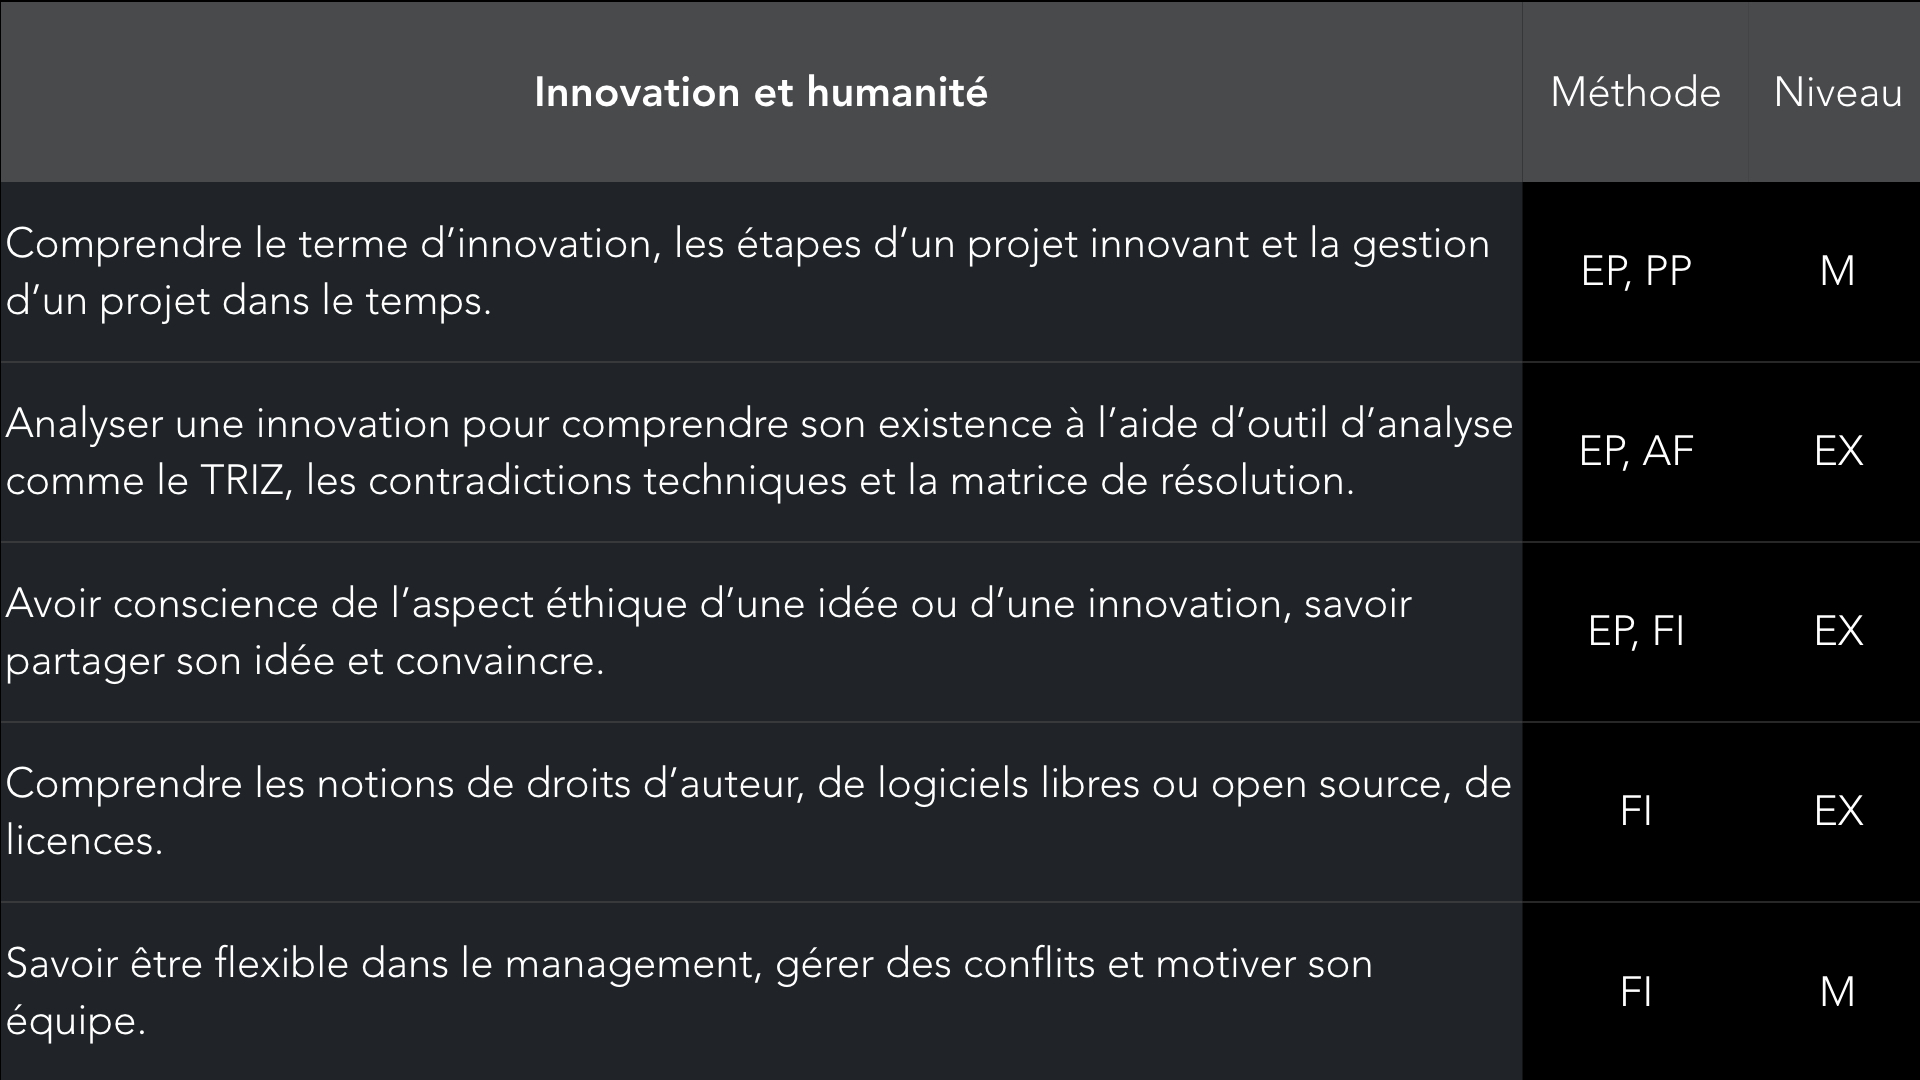 Innovation et humanité Méthode Niveau
Comprendre le terme d’innovation, les étapes d’un projet innovant et la gestion
d’un projet dans le temps.
EP, PP M
Analyser une innovation pour comprendre son existence à l’aide d’outil d’analyse
comme le TRIZ, les contradictions techniques et la matrice de résolution.
EP, AF EX
Avoir conscience de l’aspect éthique d’une idée ou d’une innovation, savoir
partager son idée et convaincre.
EP, FI EX
Comprendre les notions de droits d’auteur, de logiciels libres ou open source, de
licences.
FI EX
Savoir être flexible dans le management, gérer des conflits et motiver son
équipe.
FI M